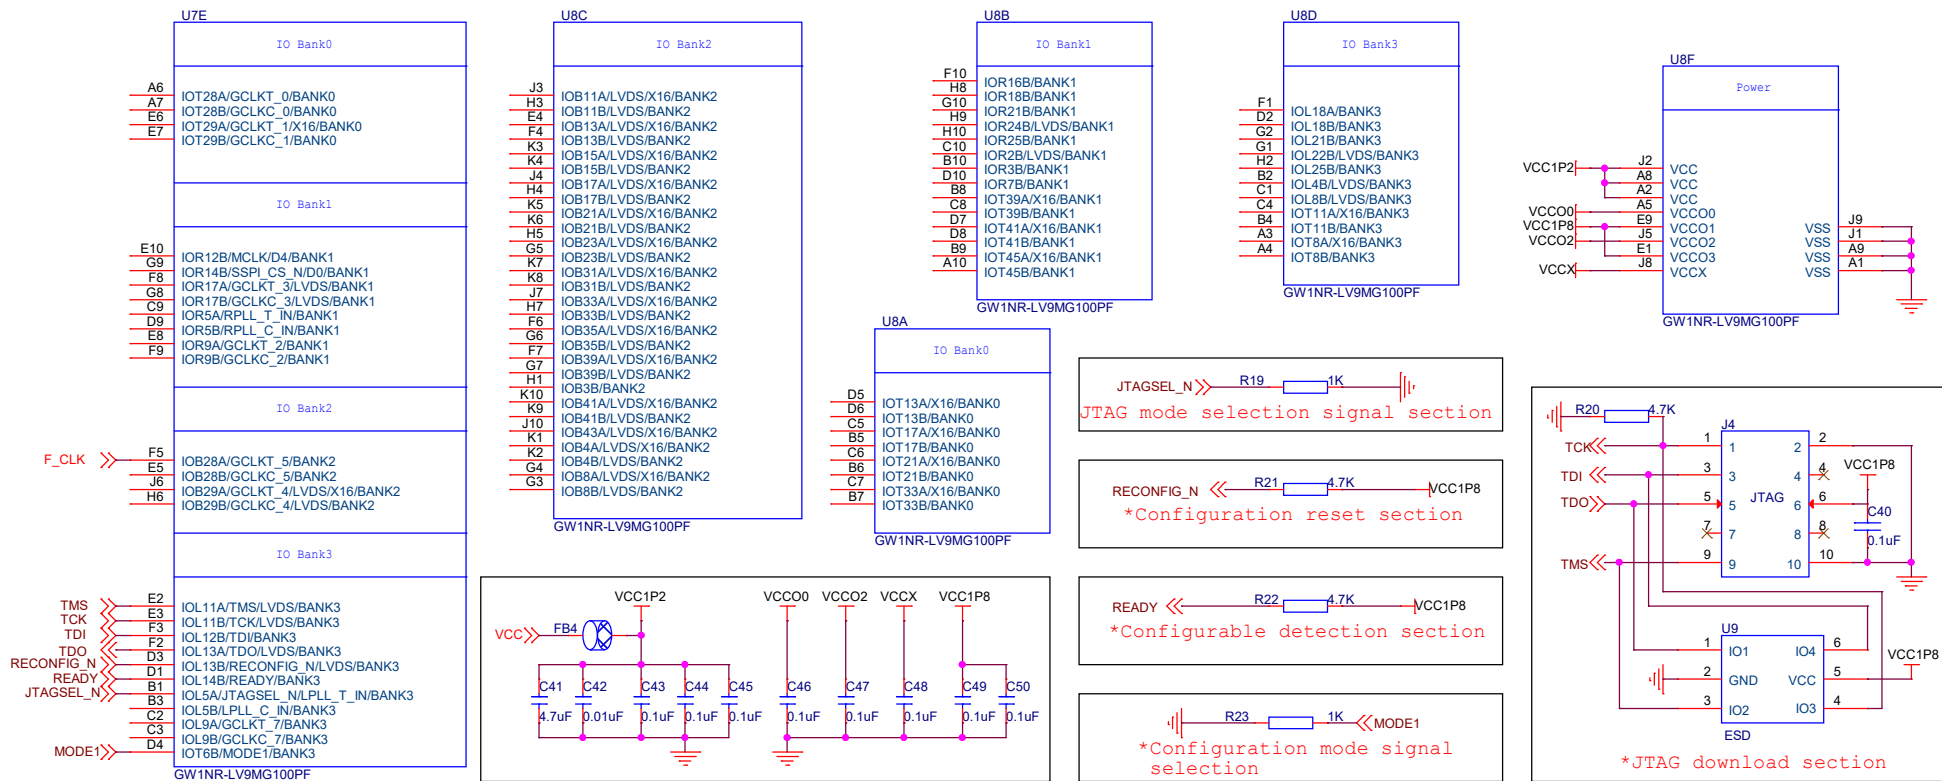 U7E
IO Bank0
A6 IOT28A/GCLKT_0/BANK0
A7 IOT28B/GCLKC_0/BANK0
E6 IOT29A/GCLKT_1/X16/BANK0
E7 IOT29B/GCLKC_1/BANK0
IO Bank1
E10 IOR12B/MCLK/D4/BANK1
G9 IOR14B/SSPI_CS_N/D0/BANK1
F8 IOR17A/GCLKT_3/LVDS/BANK1
G8 IOR17B/GCLKC_3/LVDS/BANK1
C9 IOR5A/RPLL_T_IN/BANK1
D9 IOR5B/RPLL_C_IN/BANK1
E8 IOR9A/GCLKT_2/BANK1
F9 IOR9B/GCLKC_2/BANK1
IO Bank2
F_CLK F5 IOB28A/GCLKT_5/BANK2
E5 IOB28B/GCLKC_5/BANK2
J6 IOB29A/GCLKT_4/LVDS/X16/BANK2
H6 IOB29B/GCLKC_4/LVDS/BANK2
IO Bank3
TMS E2 IOL11A/TMS/LVDS/BANK3
TCK E3 IOL11B/TCK/LVDS/BANK3
TDI F3 IOL12B/TDI/BANK3
TDO F2 IOL13A/TDO/LVDS/BANK3
RECONFIG_N D3 IOL13B/RECONFIG_N/LVDS/BANK3
READY D1 IOL14B/READY/BANK3
JTAGSEL_N B1 IOL5A/JTAGSEL_N/LPLL_T_IN/BANK3
B3 IOL5B/LPLL_C_IN/BANK3
C2 IOL9A/GCLKT_7/BANK3
C3 IOL9B/GCLKC_7/BANK3
MODE1 D4 IOT6B/MODE1/BANK3
GW1NR-LV9MG100PF
U8C
IO Bank2
J3 IOB11A/LVDS/X16/BANK2
H3 IOB11B/LVDS/BANK2
E4 IOB13A/LVDS/X16/BANK2
F4 IOB13B/LVDS/BANK2
K3 IOB15A/LVDS/X16/BANK2
K4 IOB15B/LVDS/BANK2
J4 IOB17A/LVDS/X16/BANK2
H4 IOB17B/LVDS/BANK2
K5 IOB21A/LVDS/X16/BANK2
K6 IOB21B/LVDS/BANK2
H5 IOB23A/LVDS/X16/BANK2
G5 IOB23B/LVDS/BANK2
K7 IOB31A/LVDS/X16/BANK2
K8 IOB31B/LVDS/BANK2
J7 IOB33A/LVDS/X16/BANK2
H7 IOB33B/LVDS/BANK2
F6 IOB35A/LVDS/X16/BANK2
G6 IOB35B/LVDS/BANK2
F7 IOB39A/LVDS/X16/BANK2
G7 IOB39B/LVDS/BANK2
H1 IOB3B/BANK2
K10 IOB41A/LVDS/X16/BANK2
K9 IOB41B/LVDS/BANK2
J10 IOB43A/LVDS/X16/BANK2
K1 IOB4A/LVDS/X16/BANK2
K2 IOB4B/LVDS/BANK2
G4 IOB8A/LVDS/X16/BANK2
G3 IOB8B/LVDS/BANK2
GW1NR-LV9MG100PF
U8B
IO Bank1
F10 IOR16B/BANK1
H8 IOR18B/BANK1
G10 IOR21B/BANK1
H9 IOR24B/LVDS/BANK1
H10 IOR25B/BANK1
C10 IOR2B/LVDS/BANK1
B10 IOR3B/BANK1
D10 IOR7B/BANK1
B8 IOT39A/X16/BANK1
C8 IOT39B/BANK1
D7 IOT41A/X16/BANK1
D8 IOT41B/BANK1
B9 IOT45A/X16/BANK1
A10 IOT45B/BANK1
GW1NR-LV9MG100PF
U8D
IO Bank3
F1 IOL18A/BANK3
D2 IOL18B/BANK3
G2 IOL21B/BANK3
G1 IOL22B/LVDS/BANK3
H2 IOL25B/BANK3
B2 IOL4B/LVDS/BANK3
C1 IOL8B/LVDS/BANK3
C4 IOT11A/X16/BANK3
B4 IOT11B/BANK3
A3 IOT8A/X16/BANK3
A4 IOT8B/BANK3
GW1NR-LV9MG100PF
U8F
Power
VCC1P2 J2 VCC
A8 VCC
A2 VCC
VCCO0 A5 VCCO0
VCC1P8 E9 VCCO1 VSS J9
VCCO2 J5 VCCO2 VSS J1
E1 VCCO3 VSS A9
VCCX J8 VCCX VSS A1
GW1NR-LV9MG100PF
U8A
IO Bank0
D5 IOT13A/X16/BANK0
D6 IOT13B/BANK0
C5 IOT17A/X16/BANK0
B5 IOT17B/BANK0
C6 IOT21A/X16/BANK0
B6 IOT21B/BANK0
C7 IOT33A/X16/BANK0
B7 IOT33B/BANK0
GW1NR-LV9MG100PF
JTAGSEL_N R19 1K
JTAG mode selection signal section
RECONFIG_N R21 4.7K VCC1P8
*Configuration reset section
READY R22 4.7K VCC1P8
*Configurable detection section
R23 1K MODE1
*Configuration mode signal
selection
VCC1P2 VCCO0 VCCO2 VCCX VCC1P8
VCC FB4
C41 C42 C43 C44 C45 C46 C47 C48 C49 C50
4.7uF 0.01uF 0.1uF 0.1uF 0.1uF 0.1uF 0.1uF 0.1uF 0.1uF 0.1uF
R20 4.7K
J4
TCK 1 1 2 2
TDI 3 3 4 4 VCC1P8
TDO 5 5 JTAG 6 6
7 7 8 8 C40
0.1uF
TMS 9 9 10 10
U9
1 IO1 IO4 6 VCC1P8
2 GND VCC 5
3 IO2 IO3 4
ESD
*JTAG download section